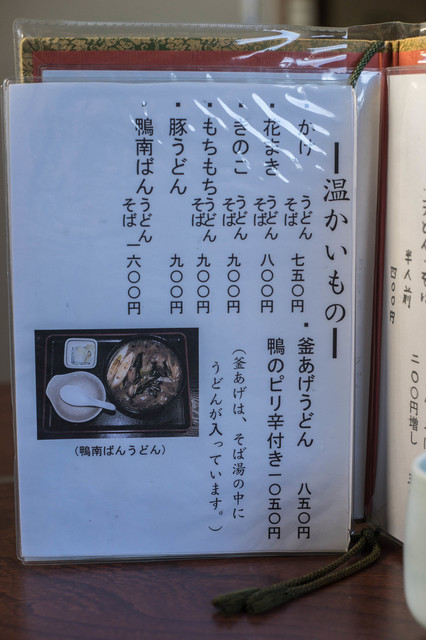 ー温かいものー
・かけ うどん そば 七五〇円
・花まき うどん そば 八〇〇円
・きのこ うどん そば 九〇〇円
・もちもち うどん そば 九〇〇円
・豚うどん 九〇〇円
・鴨南ばん うどん そば 一六〇〇円
・釜あげうどん 八五〇円
鴨のピリ辛付き 一〇五〇円
（釜あげは、そば湯の中に
うどんが入っています。）
（鴨南ばんうどん）
半人前
四〇〇円
二〇〇円増し